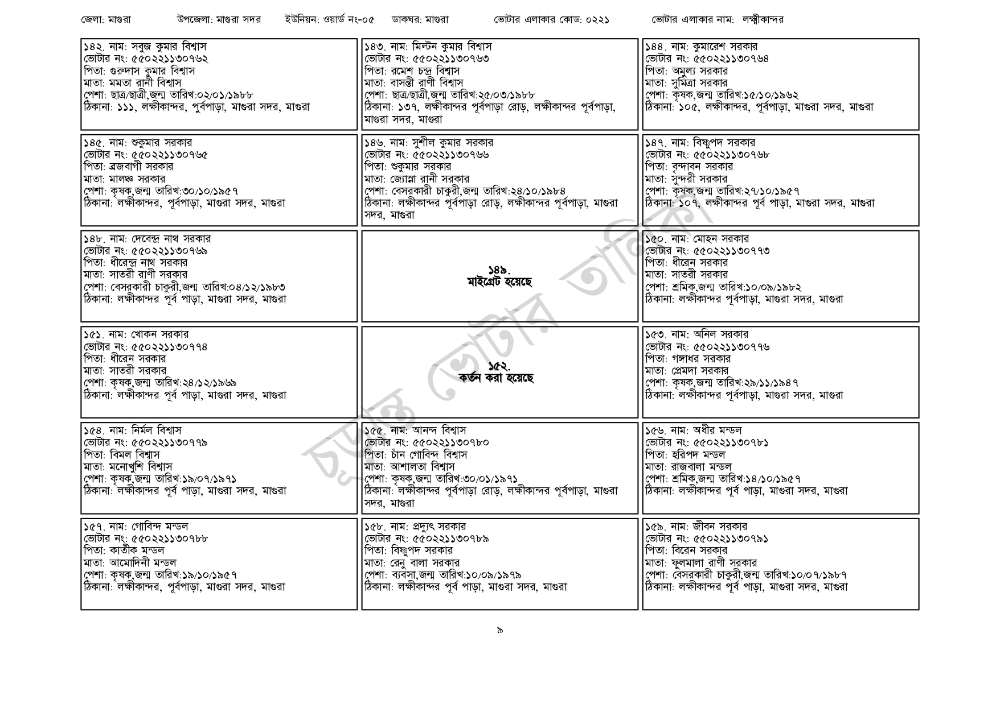 জেলা: মাগুরা উপজেলা: মাগুরা সদর ইউনিয়ন: ওয়ার্ড নং-০৫ ডাকঘর: মাগুরা ভোটার এলাকার কোড: ০২২১ ভোটার এলাকার নাম: লক্ষ্মীকান্দর
১৪২. নাম: সবুজ কুমার বিশ্বাস
ভোটার নং: ৫৫০২২১১৩০৭৬২
পিতা: গুরুদাস কুমার বিশ্বাস
মাতা: মমতা রানী বিশ্বাস
পেশা: ছাত্র/ছাত্রী,জন্ম তারিখ:০২/০১/১৯৮৮
ঠিকানা: ১১১, লক্ষীকান্দর, পুর্বপাড়া, মাগুরা সদর, মাগুরা
১৪৩. নাম: মিল্টন কুমার বিশ্বাস
ভোটার নং: ৫৫০২২১১৩০৭৬৩
পিতা: রমেশ চন্দ্র বিশ্বাস
মাতা: বাসন্তী রাণী বিশ্বাস
পেশা: ছাত্র/ছাত্রী,জন্ম তারিখ:২৫/০৩/১৯৮৮
ঠিকানা: ১৩৭, লক্ষীকান্দর পূর্বপাড়া রোড়, লক্ষীকান্দর পূর্বপাড়া,
মাগুরা সদর, মাগুরা
১৪৪. নাম: কুমারেশ সরকার
ভোটার নং: ৫৫০২২১১৩০৭৬৪
পিতা: অমুল্য সরকার
মাতা: সুমিত্রা সরকার
পেশা: কৃষক,জন্ম তারিখ:১৫/১০/১৯৬২
ঠিকানা: ১০৫, লক্ষীকান্দর, পূর্বপাড়া, মাগুরা সদর, মাগুরা
১৪৫. নাম: শুকুমার সরকার
ভোটার নং: ৫৫০২২১১৩০৭৬৫
পিতা: ব্রজবাগী সরকার
মাতা: মালঞ্চ সরকার
পেশা: কৃষক,জন্ম তারিখ:৩০/১০/১৯৫৭
ঠিকানা: লক্ষীকান্দর, পূর্বপাড়া, মাগুরা সদর, মাগুরা
১৪৬. নাম: সুশীল কুমার সরকার
ভোটার নং: ৫৫০২২১১৩০৭৬৬
পিতা: শুকুমার সরকার
মাতা: জ্যোস্না রানী সরকার
পেশা: বেসরকারী চাকুরী,জন্ম তারিখ:২৪/১০/১৯৮৪
ঠিকানা: লক্ষীকান্দর পূর্বপাড়া রোড়, লক্ষীকান্দর পূর্বপাড়া, মাগুরা
সদর, মাগুরা
১৪৭. নাম: বিষ্ণুপদ সরকার
ভোটার নং: ৫৫০২২১১৩০৭৬৮
পিতা: বৃন্দাবন সরকার
মাতা: সুন্দরী সরকার
পেশা: কৃষক,জন্ম তারিখ:২৭/১০/১৯৫৭
ঠিকানা: ১০৭, লক্ষীকান্দর পূর্ব পাড়া, মাগুরা সদর, মাগুরা
১৪৮. নাম: দেবেন্দ্র নাথ সরকার
ভোটার নং: ৫৫০২২১১৩০৭৬৯
পিতা: ধীরেন্দ্র নাথ সরকার
মাতা: সাতরী রাণী সরকার
পেশা: বেসরকারী চাকুরী,জন্ম তারিখ:০৪/১২/১৯৮৩
ঠিকানা: লক্ষীকান্দর পূর্ব পাড়া, মাগুরা সদর, মাগুরা
১৪৯.
মাইগ্রেট হয়েছে
১৫০. নাম: মোহন সরকার
ভোটার নং: ৫৫০২২১১৩০৭৭৩
পিতা: ধীরেন সরকার
মাতা: সাতরী সরকার
পেশা: শ্রমিক,জন্ম তারিখ:১০/০৯/১৯৮২
ঠিকানা: লক্ষীকান্দর পূর্বপাড়া, মাগুরা সদর, মাগুরা
১৫১. নাম: খোকন সরকার
ভোটার নং: ৫৫০২২১১৩০৭৭৪
পিতা: ধীরেন সরকার
মাতা: সাতরী সরকার
পেশা: কৃষক,জন্ম তারিখ:২৪/১২/১৯৬৯
ঠিকানা: লক্ষীকান্দর পূর্ব পাড়া, মাগুরা সদর, মাগুরা
১৫২.
কর্তন করা হয়েছে
১৫৩. নাম: অনিল সরকার
ভোটার নং: ৫৫০২২১১৩০৭৭৬
পিতা: গঙ্গাধর সরকার
মাতা: প্রেমদা সরকার
পেশা: কৃষক,জন্ম তারিখ:২৯/১১/১৯৪৭
ঠিকানা: লক্ষীকান্দর পূর্বপাড়া, মাগুরা সদর, মাগুরা
১৫৪. নাম: নির্মল বিশ্বাস
ভোটার নং: ৫৫০২২১১৩০৭৭৯
পিতা: বিমল বিশ্বাস
মাতা: মনোখুশি বিশ্বাস
পেশা: কৃষক,জন্ম তারিখ:১৯/০৭/১৯৭১
ঠিকানা: লক্ষীকান্দর পূর্ব পাড়া, মাগুরা সদর, মাগুরা
১৫৫. নাম: আনন্দ বিশ্বাস
ভোটার নং: ৫৫০২২১১৩০৭৮০
পিতা: চাঁন গোবিন্দ বিশ্বাস
মাতা: আশালতা বিশ্বাস
পেশা: কৃষক,জন্ম তারিখ:৩০/০১/১৯৭১
ঠিকানা: লক্ষীকান্দর পূর্বপাড়া রোড়, লক্ষীকান্দর পূর্বপাড়া, মাগুরা
সদর, মাগুরা
১৫৬. নাম: অধীর মন্ডল
ভোটার নং: ৫৫০২২১১৩০৭৮১
পিতা: হরিপদ মন্ডল
মাতা: রাজবালা মন্ডল
পেশা: শ্রমিক,জন্ম তারিখ:১৪/১০/১৯৫৭
ঠিকানা: লক্ষীকান্দর পূর্ব পাড়া, মাগুরা সদর, মাগুরা
১৫৭. নাম: গোবিন্দ মন্ডল
ভোটার নং: ৫৫০২২১১৩০৭৮৮
পিতা: কার্তীক মন্ডল
মাতা: আমোদিনী মন্ডল
পেশা: কৃষক,জন্ম তারিখ:১৯/১০/১৯৫৭
ঠিকানা: লক্ষীকান্দর, পূর্বপাড়া, মাগুরা সদর, মাগুরা
১৫৮. নাম: প্রদ্যুৎ সরকার
ভোটার নং: ৫৫০২২১১৩০৭৮৯
পিতা: বিষ্ণুপদ সরকার
মাতা: রেনু বালা সরকার
পেশা: ব্যবসা,জন্ম তারিখ:১০/০৯/১৯৭৯
ঠিকানা: লক্ষীকান্দর পূর্ব পাড়া, মাগুরা সদর, মাগুরা
১৫৯. নাম: জীবন সরকার
ভোটার নং: ৫৫০২২১১৩০৭৯১
পিতা: বিরেন সরকার
মাতা: ফুলমালা রাণী সরকার
পেশা: বেসরকারী চাকুরী,জন্ম তারিখ:১০/০৭/১৯৮৭
ঠিকানা: লক্ষীকান্দর পূর্ব পাড়া, মাগুরা সদর, মাগুরা
চূড়ান্ত ভোটার তালিকা
৯